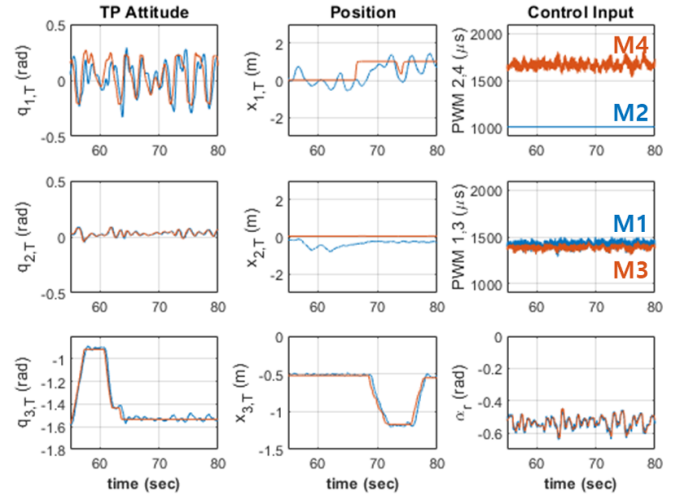 TP Attitude Position Control Input
0.5 0 -0.5 q1,T (rad) 60 70 80
2 0 -2 x1,T (m) 60 70 80
2000 1500 1000 PWM 2,4 (μs) M4 M2 60 70 80
0.5 0 -0.5 q2,T (rad) 60 70 80
2 0 -2 x2,T (m) 60 70 80
2000 1500 1000 PWM 1,3 (μs) M1 M3 60 70 80
-1 -1.2 -1.4 -1.6 -1.8 q3,T (rad) 60 70 80 time (sec)
0 -0.5 -1 -1.5 x3,T (m) 60 70 80 time (sec)
0 -0.2 -0.4 -0.6 αr (rad) 60 70 80 time (sec)